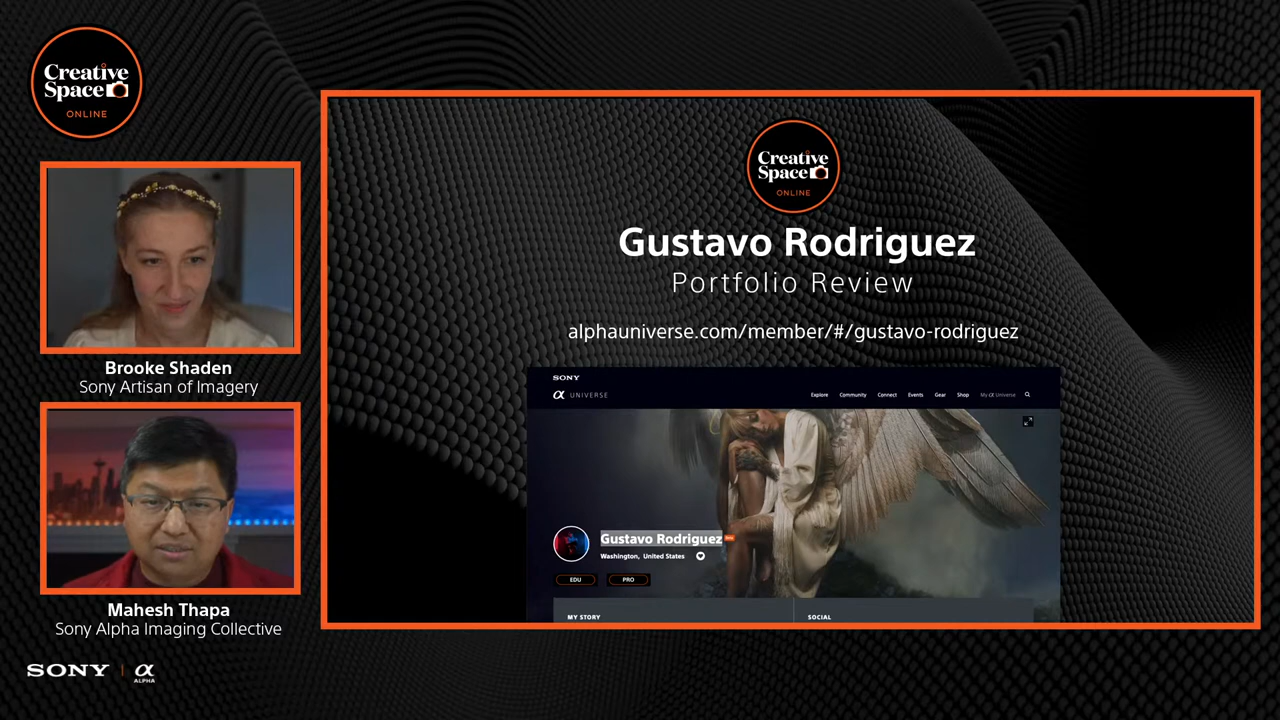 Creative
Space
ONLINE
Brooke Shaden
Sony Artisan of Imagery
Mahesh Thapa
Sony Alpha Imaging Collective
SONY | α
ALPHA
Creative
Space
ONLINE
Gustavo Rodriguez
Portfolio Review
alphauniverse.com/member/#/gustavo-rodriguez
SONY
α UNIVERSE
Explore Community Connect Events Gear Shop My α Universe
Gustavo Rodriguez
Washington, United States
EDU PRO
MY STORY SOCIAL